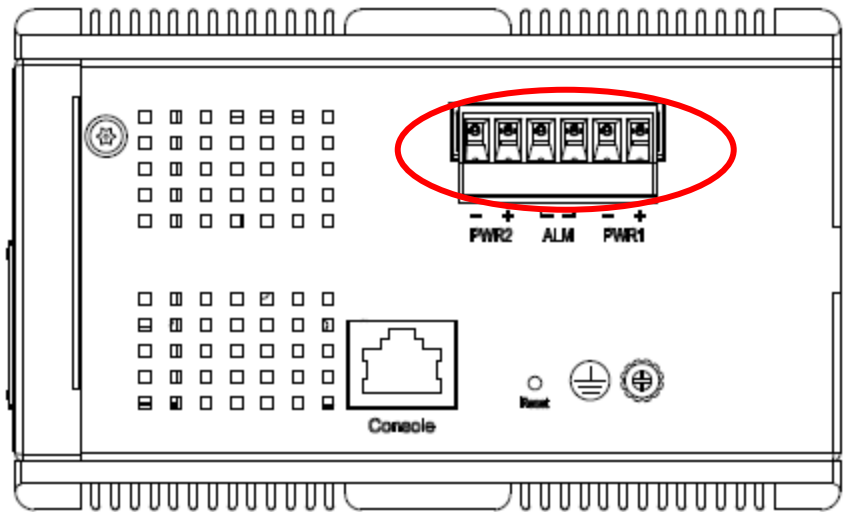 - + - +
PWR2 ALM PWR1
Reset
Console